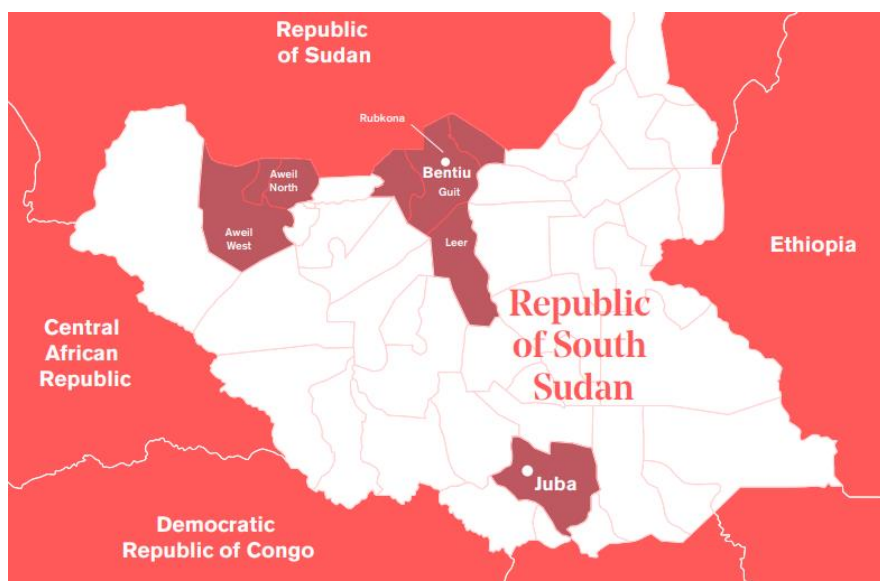 Republic
of Sudan
Rubkona
Bentiu
Guit
Aweil
North
Aweil
West
Leer
Ethiopia
Republic
of South
Sudan
Central
African
Republic
Juba
Democratic
Republic of Congo